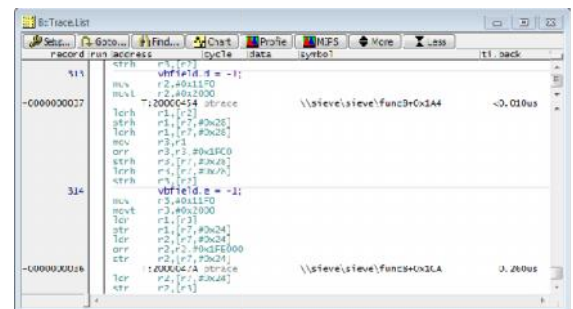 B::Trace.List
Setup... Goto... Find... Chart Profile MIPS More Less
record run address cycle data symbol ti.back
strh r3,[r2]
313 vbfield.d = -1;
r2,#0x11F0
movt r2,#0x2000
T:20000454 ptrace \\sieve\sieve\func8+0x1A4 <0.010us
ldrh r1,[r2]
strh r1,[r7,#0x28]
ldrh r1,[r7,#0x28]
mov r3,r1
orr r3,r3,#0x1FC0
strh r3,[r7,#0x28]
ldrh r3,[r7,#0x28]
strh r3,[r2]
314 vbfield.e = -1;
r3,#0x11F0
movt r3,#0x2000
ldr r1,[r3]
str r1,[r7,#0x24]
ldr r2,[r7,#0x24]
orr r2,r2,#0x1FE000
str r2,[r7,#0x24]
-0000000036 T:2000047A ptrace \\sieve\sieve\func8+0x1CA 0.260us
ldr r2,[r7,#0x24]
str r2,[r3]